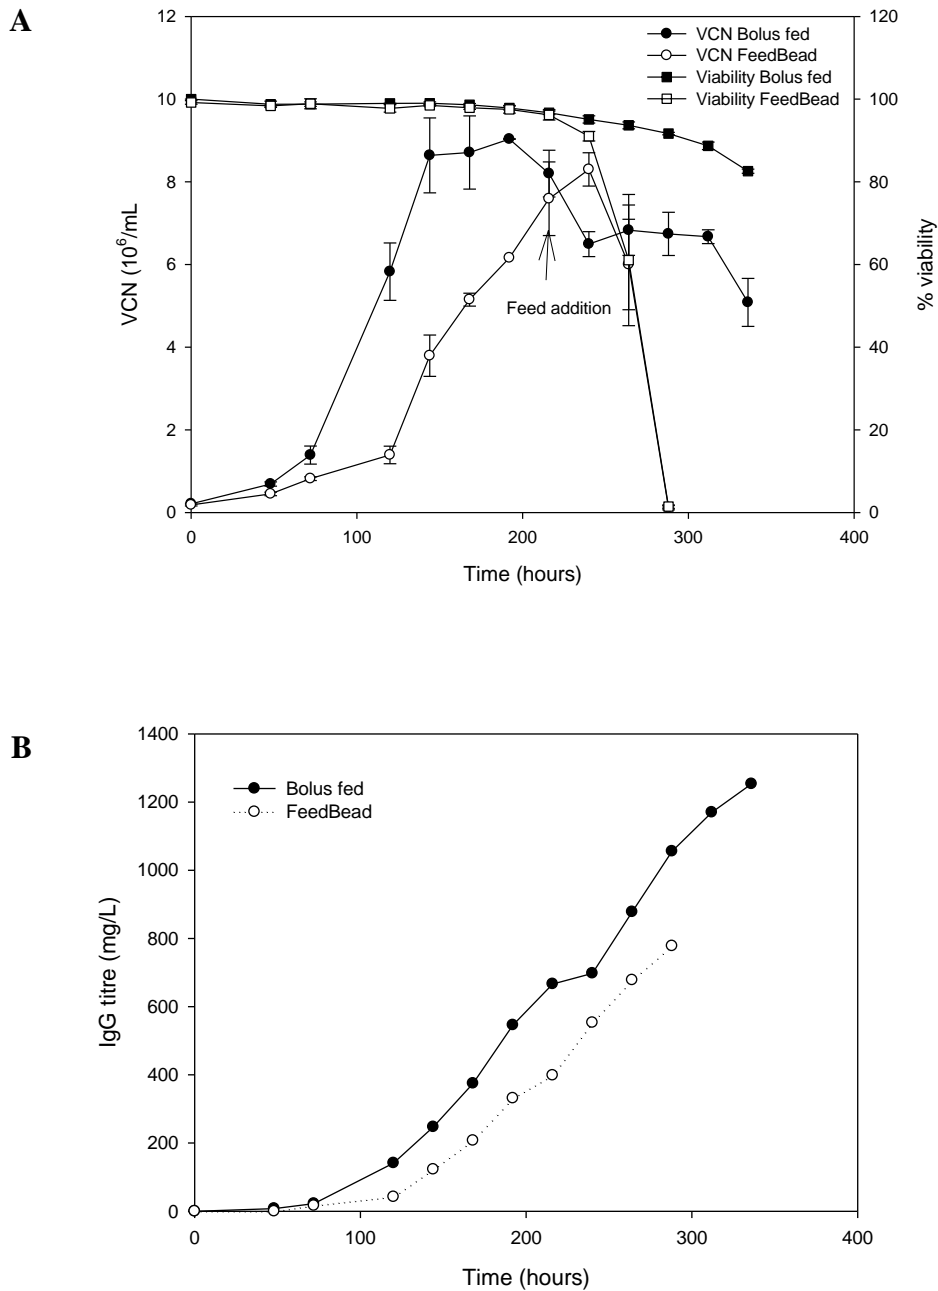 A
12
120
VCN Bolus fed
VCN FeedBead
Viability Bolus fed
Viability FeedBead
10
100
8
80
VCN (10⁶/mL)
% viability
6
60
Feed addition
4
40
2
20
0
0
0 100 200 300 400
Time (hours)
B
1400
Bolus fed
FeedBead
1200
1000
800
IgG titre (mg/L)
600
400
200
0
0 100 200 300 400
Time (hours)